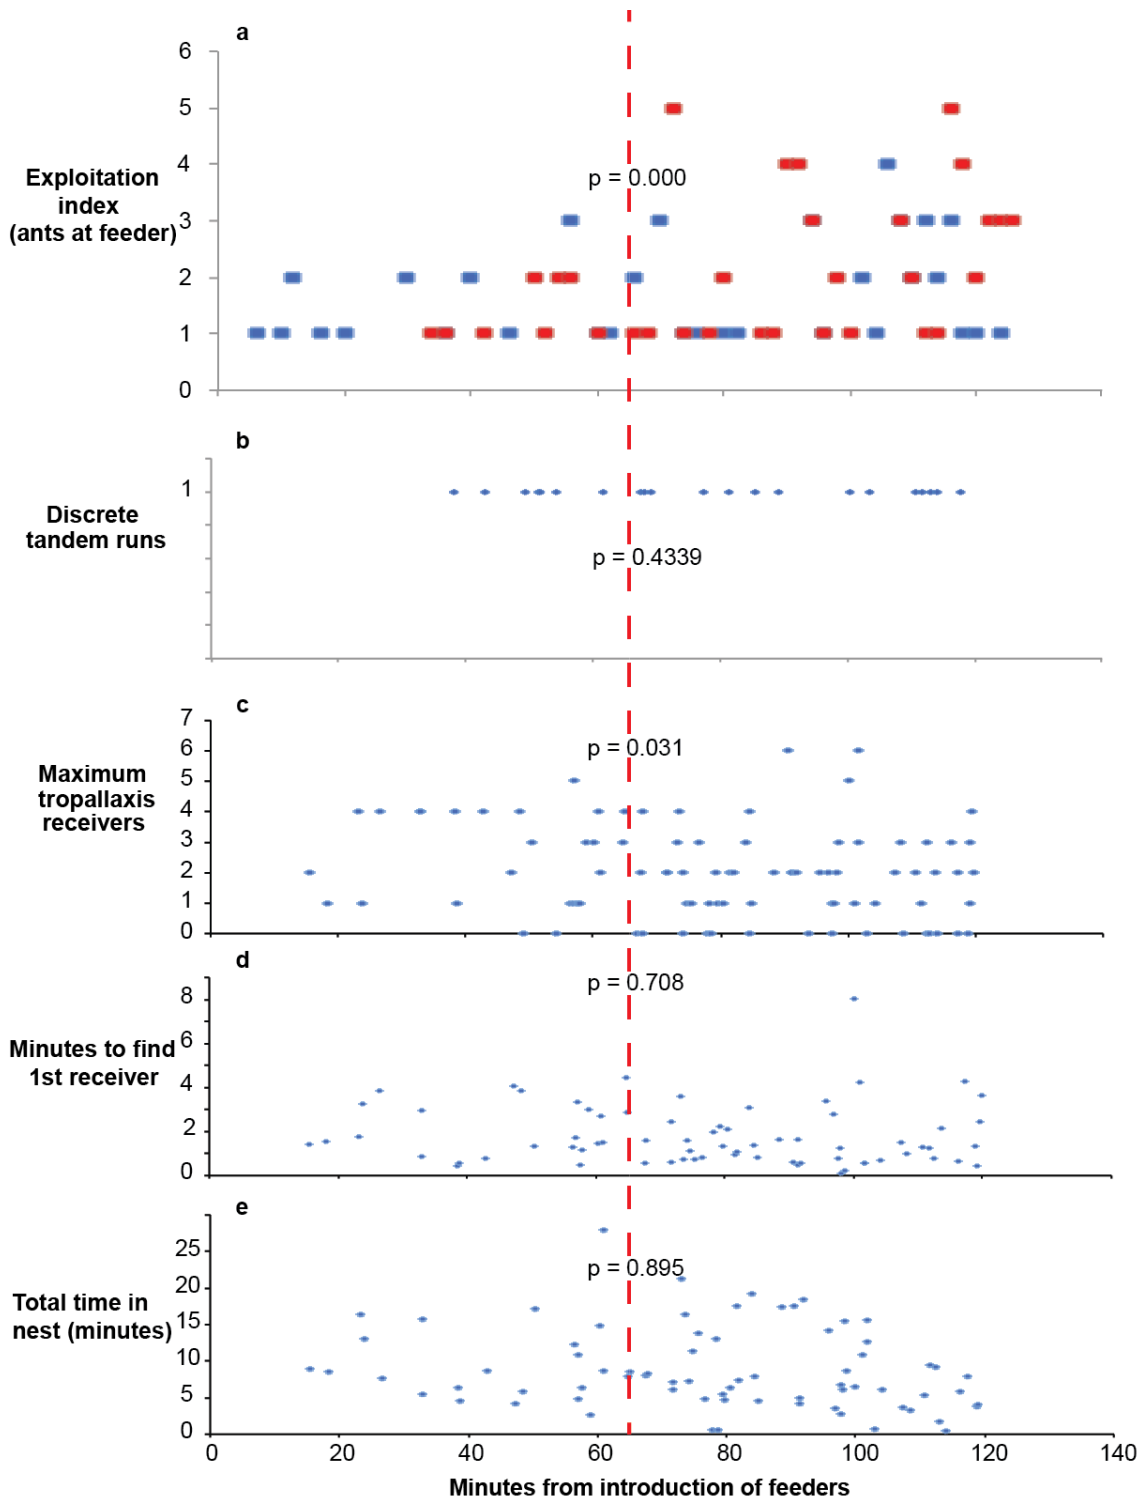 a
6
5
4
3
2
1
0
Exploitation
index
(ants at feeder)
p = 0.000
b
1
Discrete
tandem runs
p = 0.4339
c
7
6
5
4
3
2
1
0
Maximum
tropallaxis
receivers
p = 0.031
d
8
6
4
2
0
Minutes to find
1st receiver
p = 0.708
e
25
20
15
10
5
0
Total time in
nest (minutes)
p = 0.895
0 20 40 60 80 100 120 140
Minutes from introduction of feeders